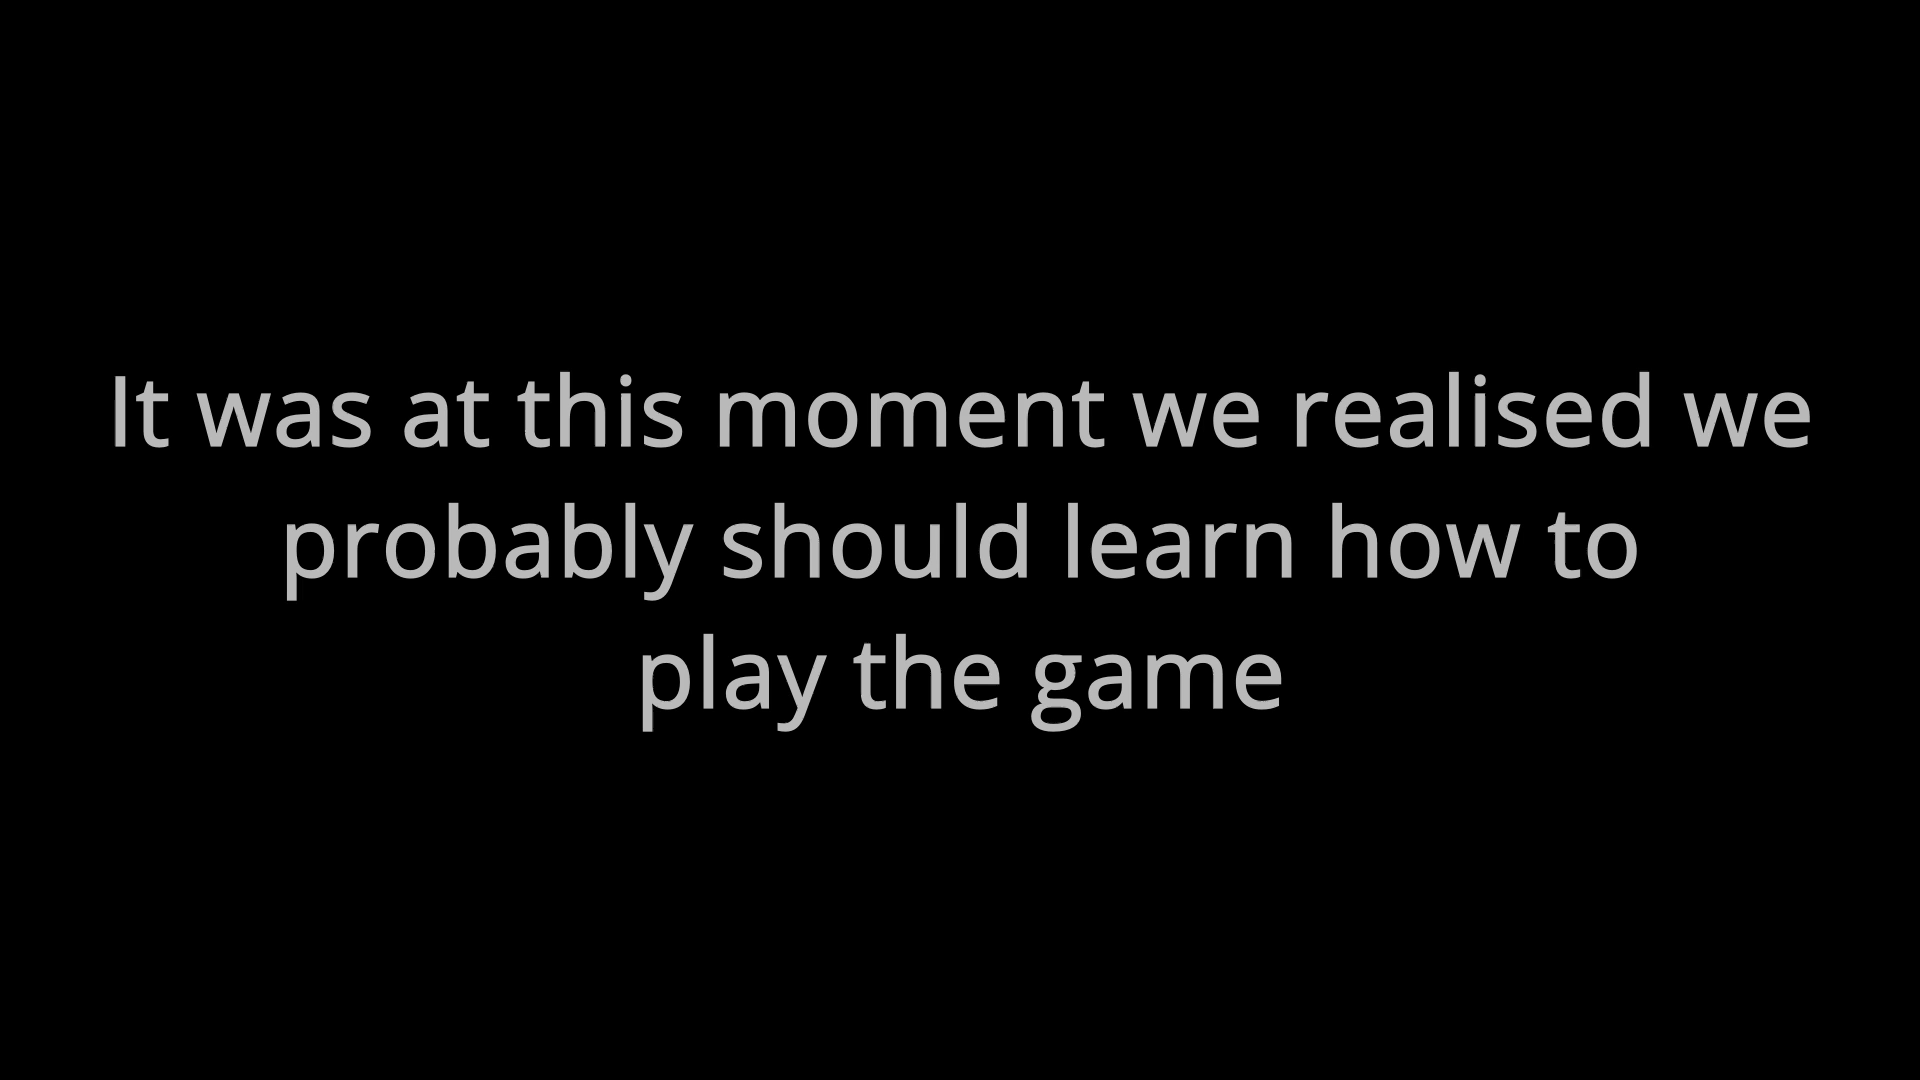 It was at this moment we realised we
probably should learn how to
play the game